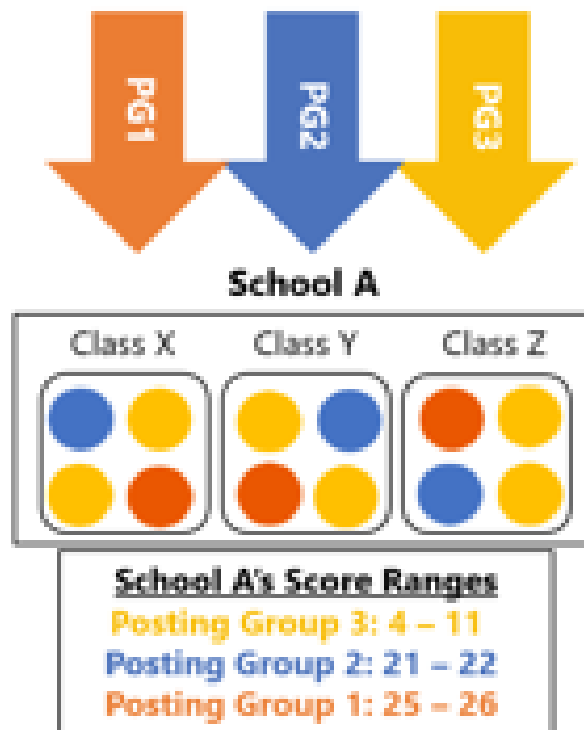 PG1
PG2
PG3
School A
Class X
Class Y
Class Z
School A's Score Ranges
Posting Group 3: 4 – 11
Posting Group 2: 21 – 22
Posting Group 1: 25 – 26